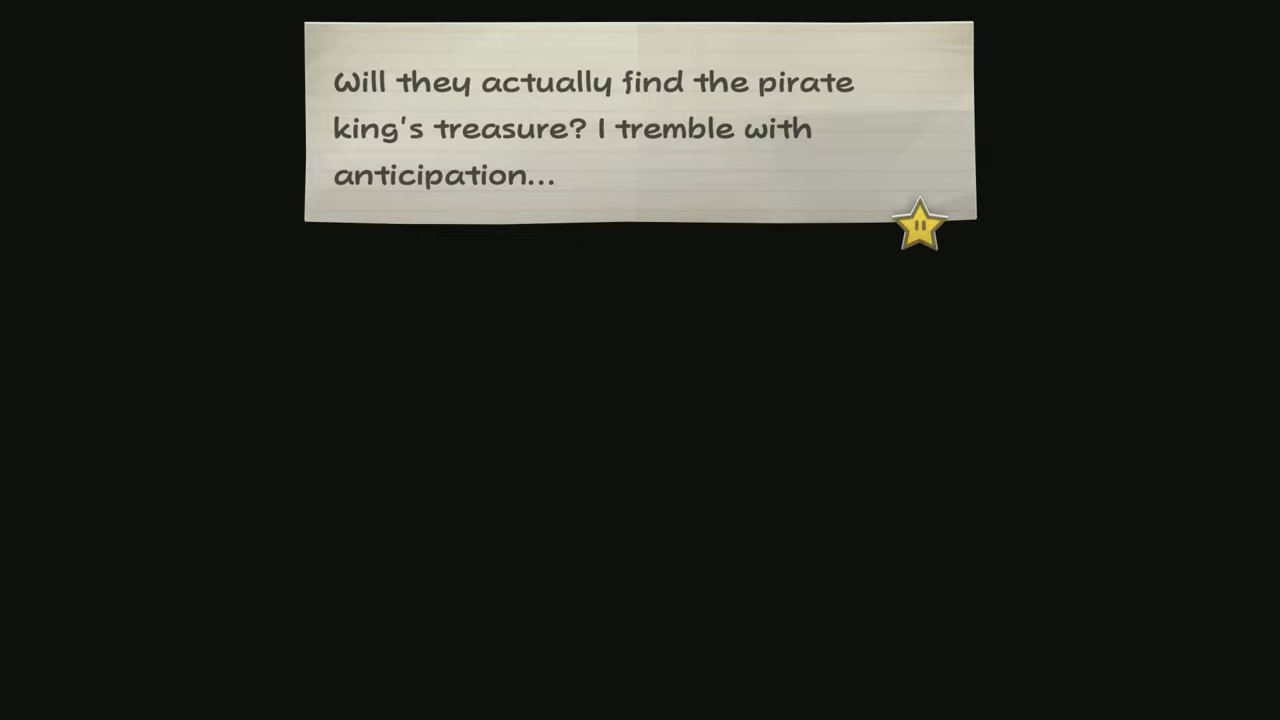 Will they actually find the pirate
king's treasure? I tremble with
anticipation...